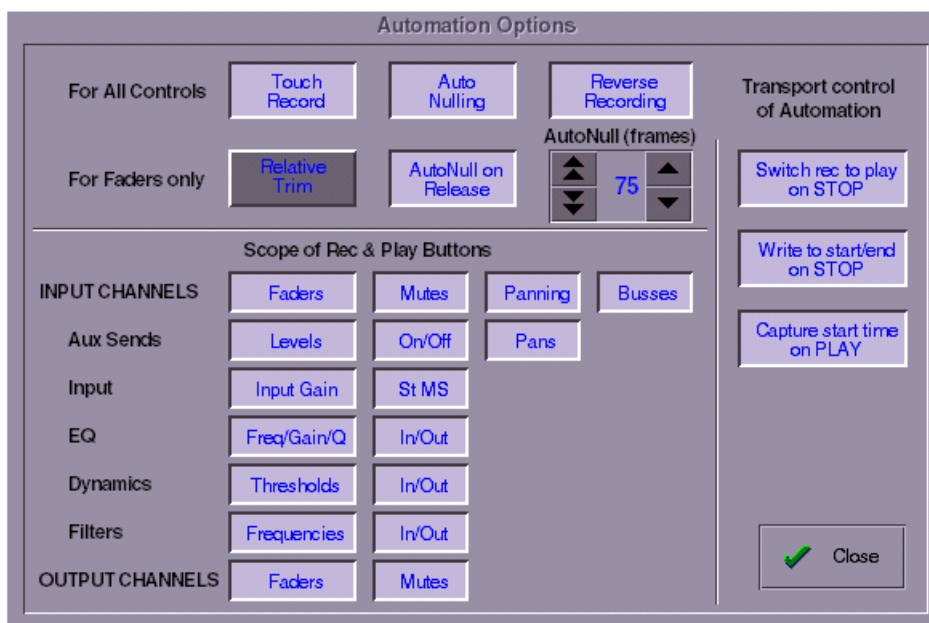 Automation Options
For All Controls
Touch
Record
Auto
Nulling
Reverse
Recording
For Faders only
Relative
Trim
AutoNull on
Release
AutoNull (frames)
75
Transport control
of Automation
Switch rec to play
on STOP
Write to start/end
on STOP
Capture start time
on PLAY
Scope of Rec & Play Buttons
INPUT CHANNELS
Faders
Mutes
Panning
Busses
Aux Sends
Levels
On/Off
Pans
Input
Input Gain
St MS
EQ
Freq/Gain/Q
In/Out
Dynamics
Thresholds
In/Out
Filters
Frequencies
In/Out
OUTPUT CHANNELS
Faders
Mutes
Close